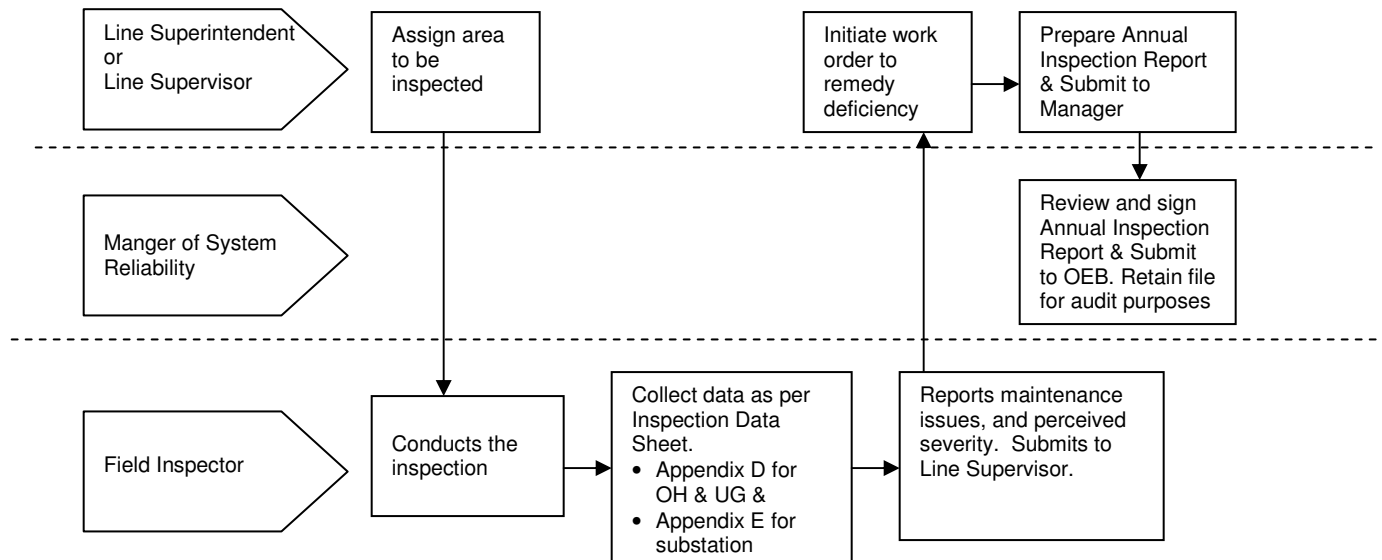 Line Superintendent
or
Line Supervisor
Assign area
to be
inspected
Initiate work
order to
remedy
deficiency
Prepare Annual
Inspection Report
& Submit to
Manager
Manger of System
Reliability
Review and sign
Annual Inspection
Report & Submit
to OEB. Retain file
for audit purposes
Field Inspector
Conducts the
inspection
Collect data as per
Inspection Data
Sheet.
• Appendix D for
OH & UG &
• Appendix E for
substation
Reports maintenance
issues, and perceived
severity.  Submits to
Line Supervisor.